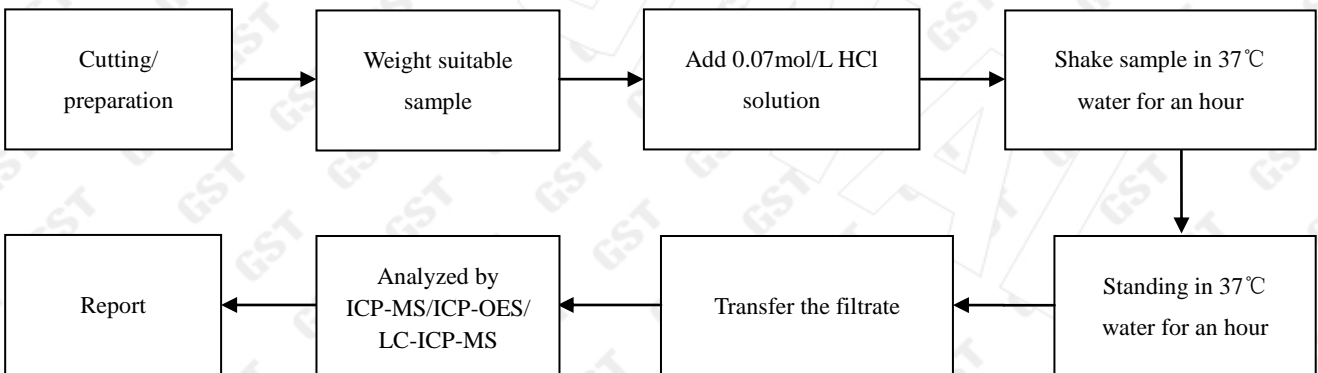 Cutting/
preparation
Weight suitable
sample
Add 0.07mol/L HCl
solution
Shake sample in 37℃
water for an hour
Standing in 37℃
water for an hour
Transfer the filtrate
Analyzed by
ICP-MS/ICP-OES/
LC-ICP-MS
Report
GST